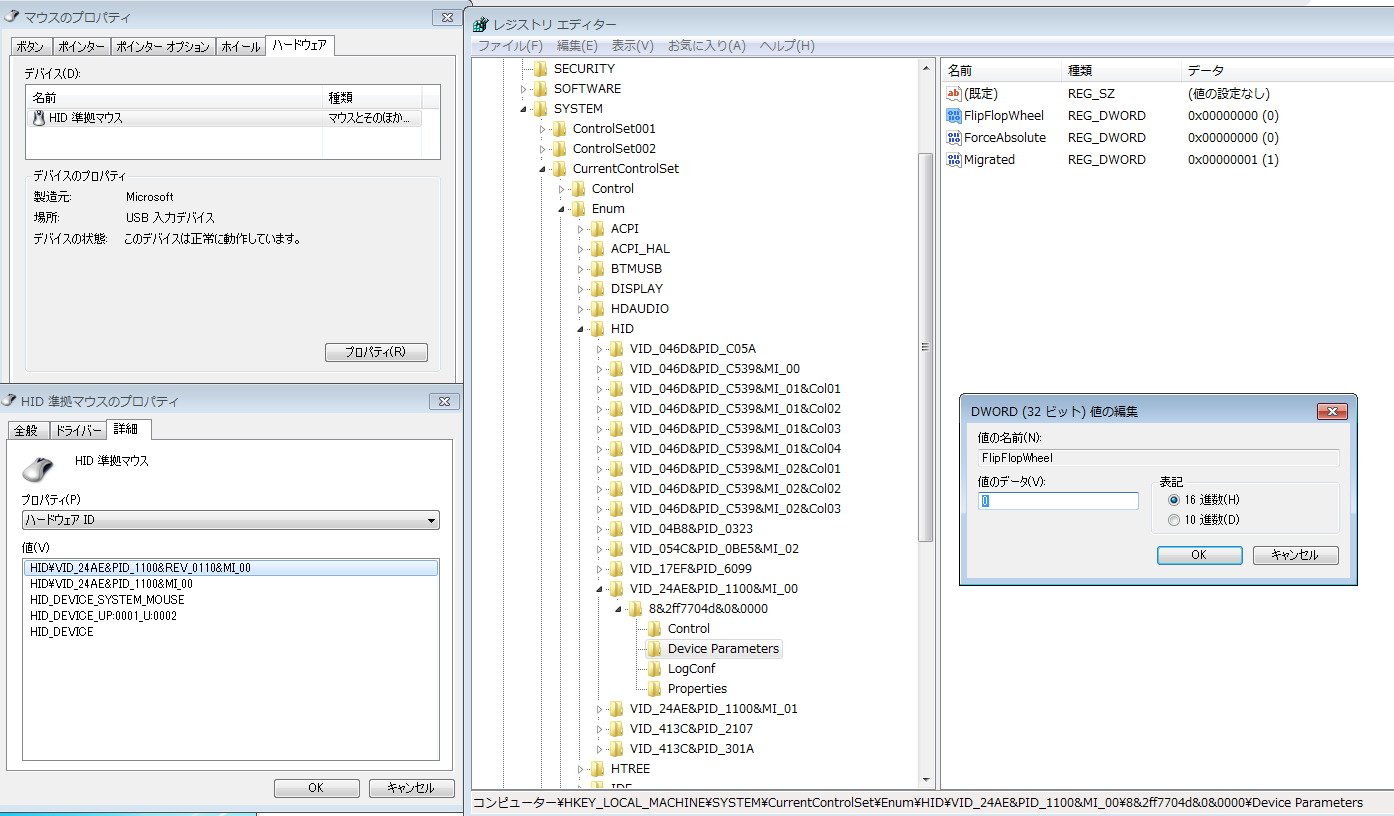 マウスのプロパティ
ボタン ポインター ポインター オプション ホイール ハードウェア
デバイス(D):
名前 種類
HID 準拠マウス マウスとそのほか...
デバイスのプロパティ
製造元: Microsoft
場所: USB 入力デバイス
デバイスの状態: このデバイスは正常に動作しています。
プロパティ(R)
HID 準拠マウスのプロパティ
全般 ドライバー 詳細
HID 準拠マウス
プロパティ(P)
ハードウェア ID
値(V)
HID¥VID_24AE&PID_1100&REV_0110&MI_00
HID¥VID_24AE&PID_1100&MI_00
HID_DEVICE_SYSTEM_MOUSE
HID_DEVICE_UP:0001_U:0002
HID_DEVICE
OK キャンセル
レジストリ エディター
ファイル(F) 編集(E) 表示(V) お気に入り(A) ヘルプ(H)
SECURITY
SOFTWARE
SYSTEM
ControlSet001
ControlSet002
CurrentControlSet
Control
Enum
ACPI
ACPI_HAL
BTMUSB
DISPLAY
HDAUDIO
HID
VID_046D&PID_C05A
VID_046D&PID_C539&MI_00
VID_046D&PID_C539&MI_01&Col01
VID_046D&PID_C539&MI_01&Col02
VID_046D&PID_C539&MI_01&Col03
VID_046D&PID_C539&MI_01&Col04
VID_046D&PID_C539&MI_02&Col01
VID_046D&PID_C539&MI_02&Col02
VID_046D&PID_C539&MI_02&Col03
VID_04B8&PID_0323
VID_054C&PID_0BE5&MI_02
VID_17EF&PID_6099
VID_24AE&PID_1100&MI_00
8&2ff7704d&0&0000
Control
Device Parameters
LogConf
Properties
VID_24AE&PID_1100&MI_01
VID_413C&PID_2107
VID_413C&PID_301A
HTREE
名前 種類 データ
(既定) REG_SZ (値の設定なし)
FlipFlopWheel REG_DWORD 0x00000000 (0)
ForceAbsolute REG_DWORD 0x00000000 (0)
Migrated REG_DWORD 0x00000001 (1)
DWORD (32 ビット) 値の編集
値の名前(N):
FlipFlopWheel
値のデータ(V):
0
表記
16 進数(H)
10 進数(D)
OK キャンセル
コンピューター¥HKEY_LOCAL_MACHINE¥SYSTEM¥CurrentControlSet¥Enum¥HID¥VID_24AE&PID_1100&MI_00¥8&2ff7704d&0&0000¥Device Parameters